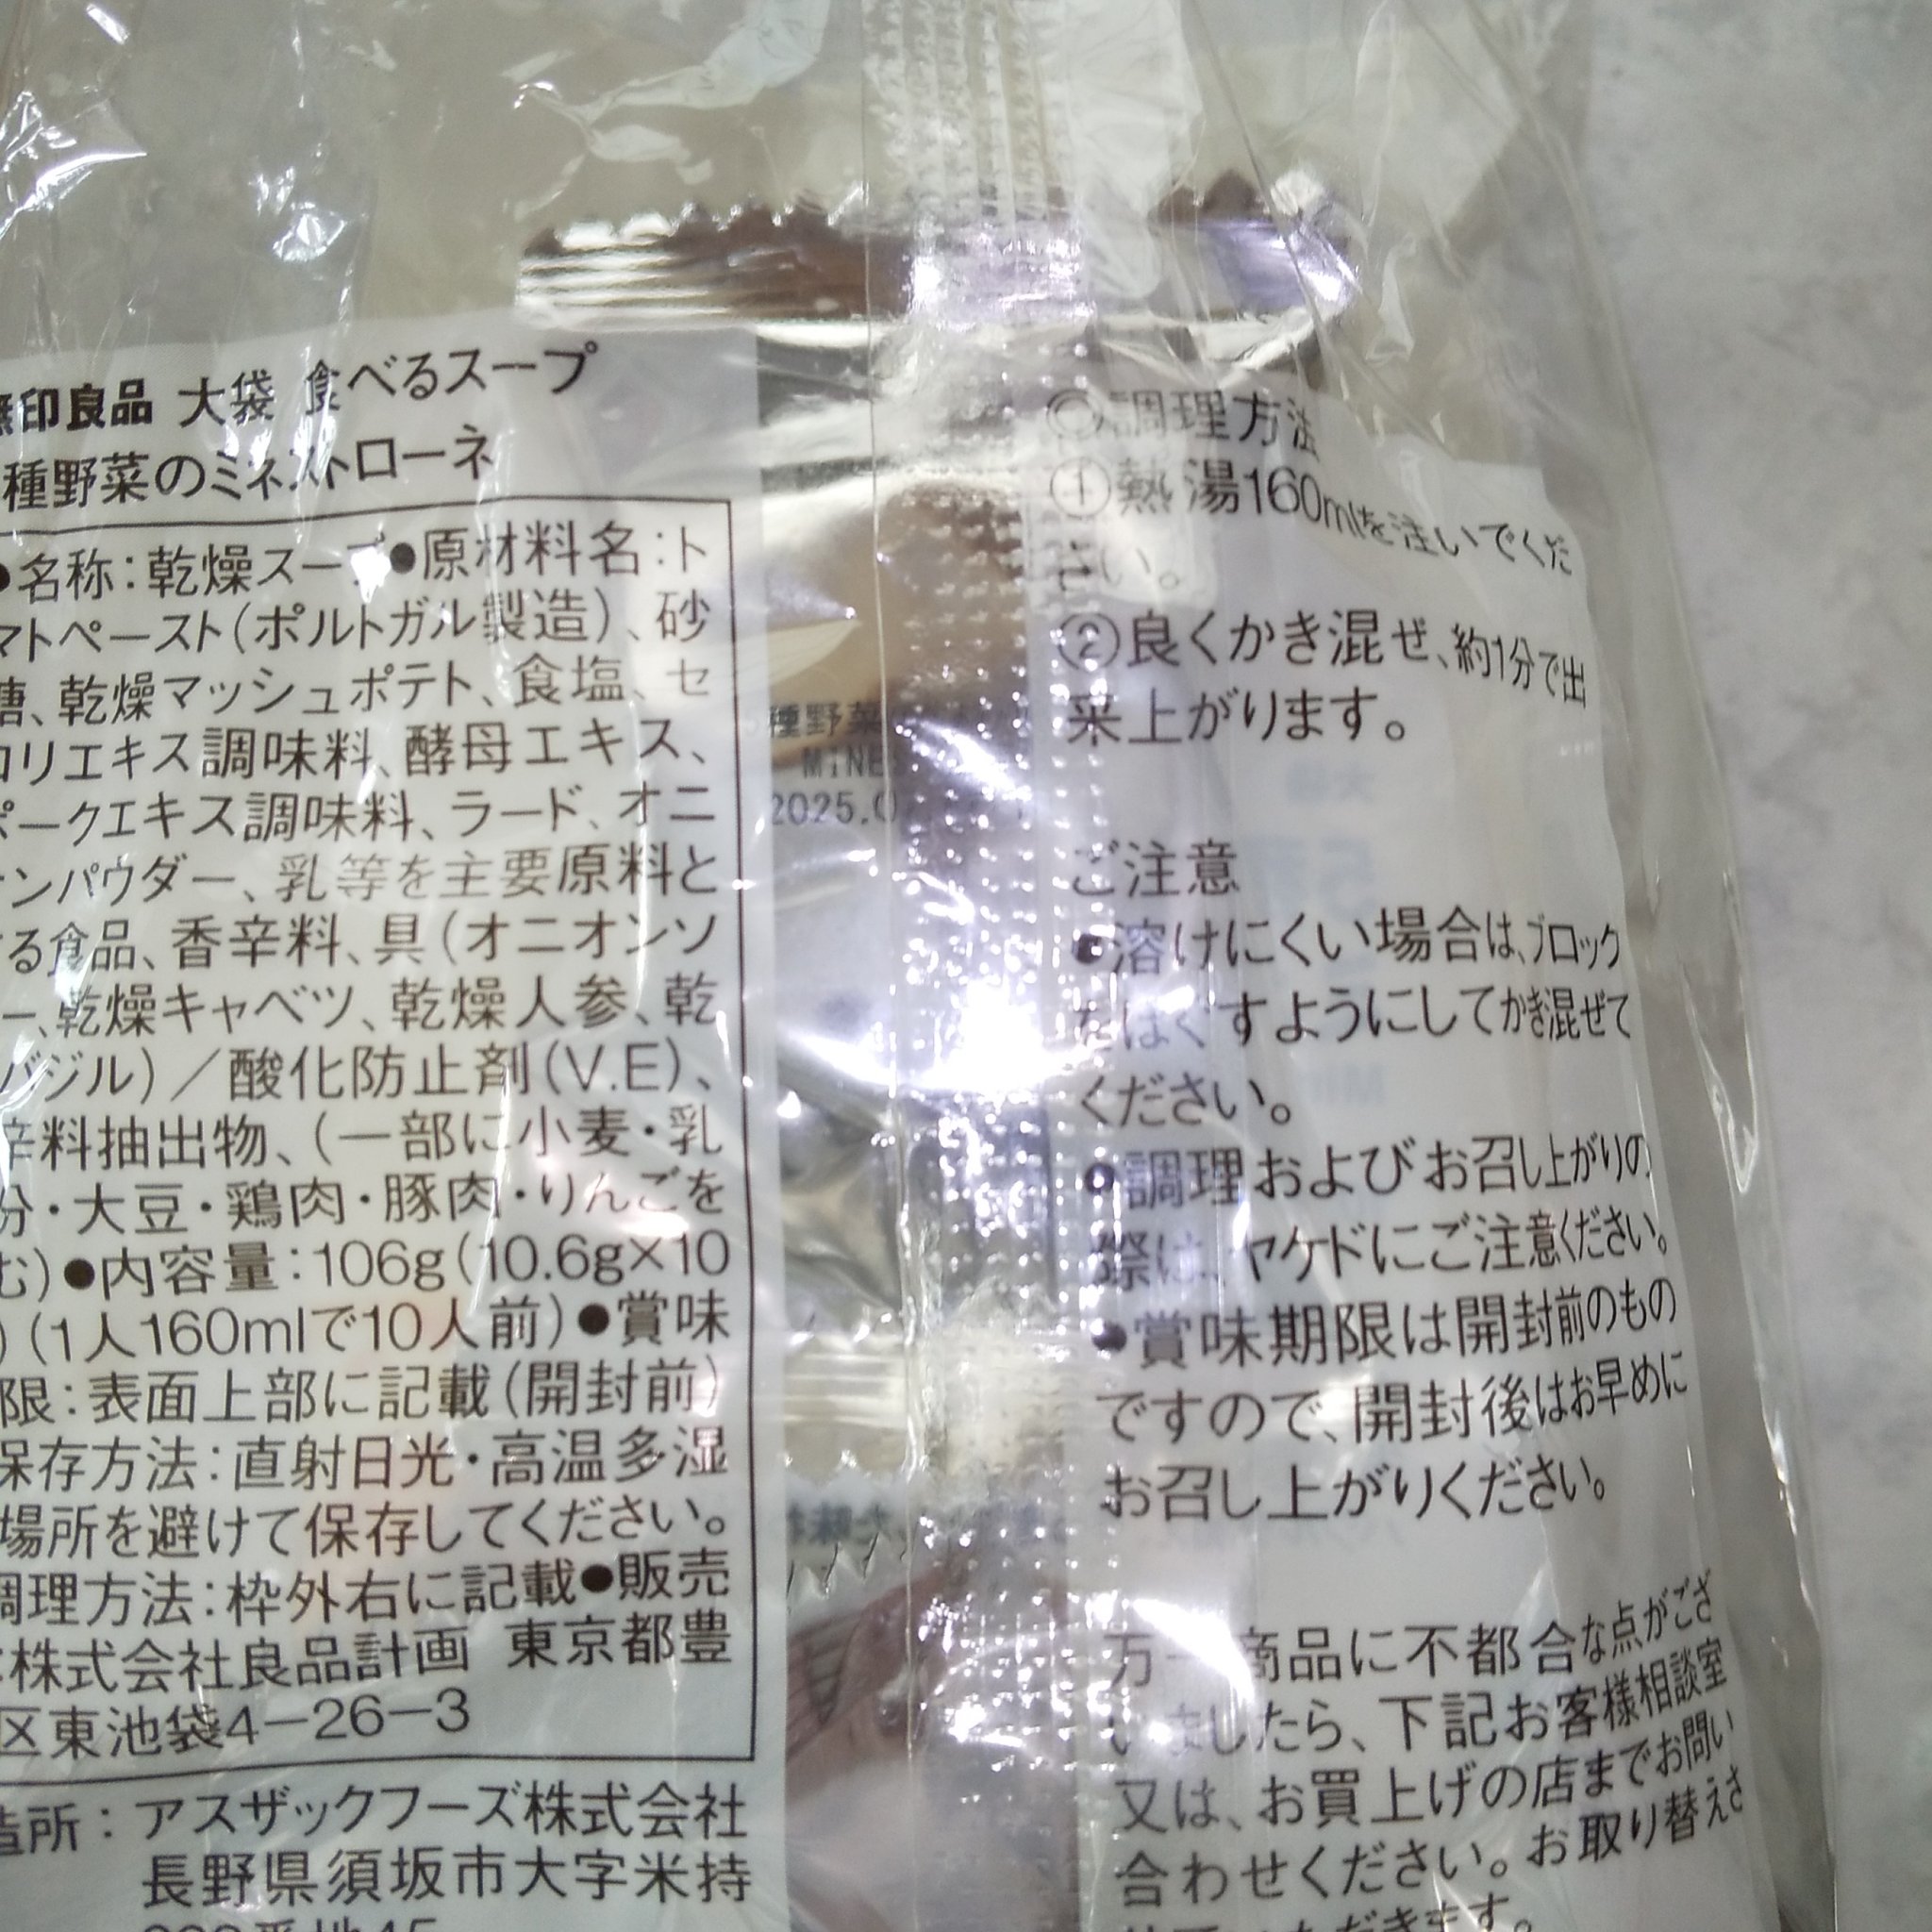 無印良品 大袋 食べるスープ
種野菜のミネストローネ
●名称：乾燥スープ●原材料名：ト
マトペースト（ポルトガル製造）、砂
糖、乾燥マッシュポテト、食塩、セ
ロリエキス調味料、酵母エキス、
ポークエキス調味料、ラード、オニ
オンパウダー、乳等を主要原料と
する食品、香辛料、具（オニオンソ
ー、乾燥キャベツ、乾燥人参、乾
バジル）／酸化防止剤（V.E）、
辛料抽出物、（一部に小麦・乳
分・大豆・鶏肉・豚肉・りんごを
む）●内容量：106g（10.6g×10
）（1人160mlで10人前）●賞味
限：表面上部に記載（開封前）
保存方法：直射日光・高温多湿
場所を避けて保存してください。
調理方法：枠外右に記載●販売
株式会社良品計画 東京都豊
区東池袋4－26－3
造所：アスザックフーズ株式会社
長野県須坂市大字米持
種野菜
MiNE
2025.0
○調理方法
①熱湯160mlを注いでくだ
さい。
②良くかき混ぜ、約1分で出
来上がります。
ご注意
●溶けにくい場合は、ブロック
をほぐすようにしてかき混ぜて
ください。
●調理およびお召し上がりの
際は、ヤケドにご注意ください。
●賞味期限は開封前のもの
ですので、開封後はお早めに
お召し上がりください。
万一商品に不都合な点がござ
いましたら、下記お客様相談室
又は、お買上げの店までお問い
合わせください。お取り替えさ